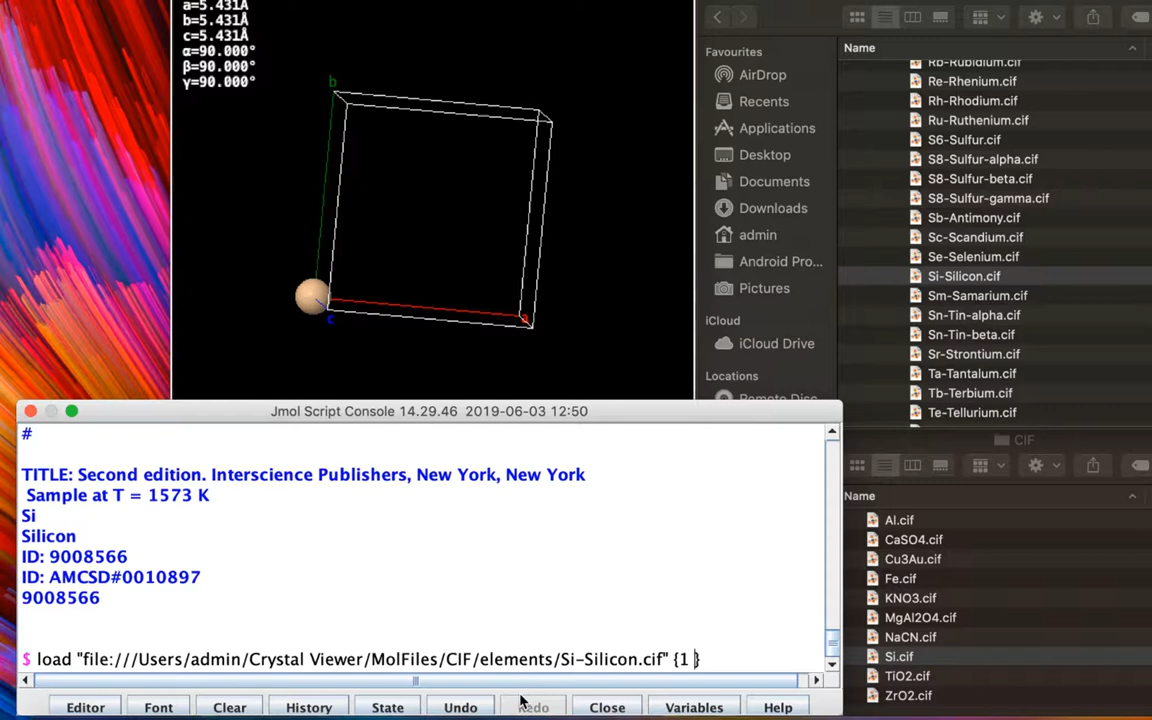 a=5.431Å
b=5.431Å
c=5.431Å
α=90.000°
β=90.000°
γ=90.000°
b
c
a
Favourites
AirDrop
Recents
Applications
Desktop
Documents
Downloads
admin
Android Pro...
Pictures
iCloud
iCloud Drive
Locations
Remote Disc
Name
Rb-Rubidium.cif
Re-Rhenium.cif
Rh-Rhodium.cif
Ru-Ruthenium.cif
S6-Sulfur.cif
S8-Sulfur-alpha.cif
S8-Sulfur-beta.cif
S8-Sulfur-gamma.cif
Sb-Antimony.cif
Sc-Scandium.cif
Se-Selenium.cif
Si-Silicon.cif
Sm-Samarium.cif
Sn-Tin-alpha.cif
Sn-Tin-beta.cif
Sr-Strontium.cif
Ta-Tantalum.cif
Tb-Terbium.cif
Te-Tellurium.cif
CIF
Name
Al.cif
CaSO4.cif
Cu3Au.cif
Fe.cif
KNO3.cif
MgAl2O4.cif
NaCN.cif
Si.cif
TiO2.cif
ZrO2.cif
Jmol Script Console 14.29.46 2019-06-03 12:50
#
TITLE: Second edition. Interscience Publishers, New York, New York
Sample at T = 1573 K
Si
Silicon
ID: 9008566
ID: AMCSD#0010897
9008566
$ load "file:///Users/admin/Crystal Viewer/MolFiles/CIF/elements/Si-Silicon.cif" {1 }
Editor
Font
Clear
History
State
Undo
Redo
Close
Variables
Help